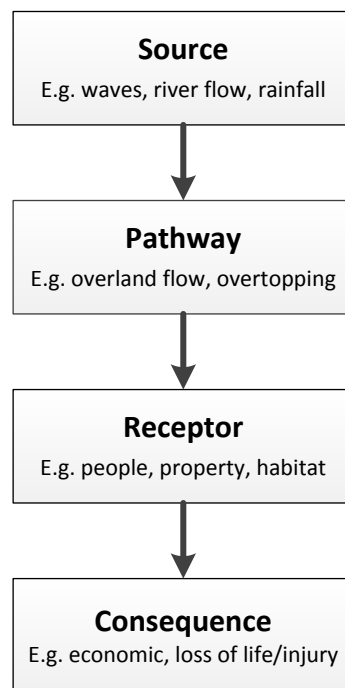 Source
E.g. waves, river flow, rainfall
Pathway
E.g. overland flow, overtopping
Receptor
E.g. people, property, habitat
Consequence
E.g. economic, loss of life/injury